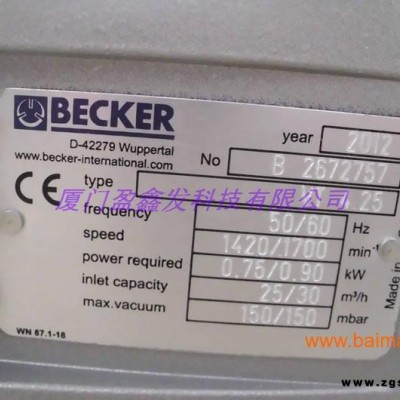 BECKER
D-42279 Wuppertal
www.becker-international.com
year 2012
No B 2672757
CE type .25
厦门盈鑫发科技有限公司
frequency 50/60 Hz
speed 1420/1700 min⁻¹
power required 0.75/0.90 kW
inlet capacity 25/30 m³/h
max.vacuum 150/150 mbar
WN 67.1-18
Made in
www.baima
www.zgs